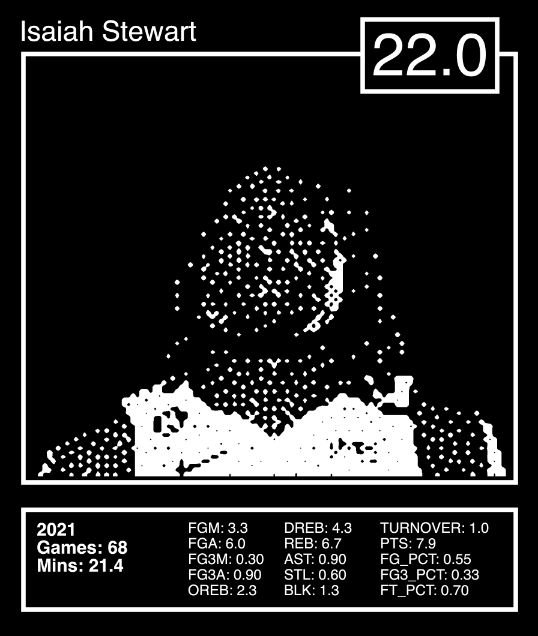 Isaiah Stewart
22.0
2021
Games: 68
Mins: 21.4
FGM: 3.3
FGA: 6.0
FG3M: 0.30
FG3A: 0.90
OREB: 2.3
DREB: 4.3
REB: 6.7
AST: 0.90
STL: 0.60
BLK: 1.3
TURNOVER: 1.0
PTS: 7.9
FG_PCT: 0.55
FG3_PCT: 0.33
FT_PCT: 0.70